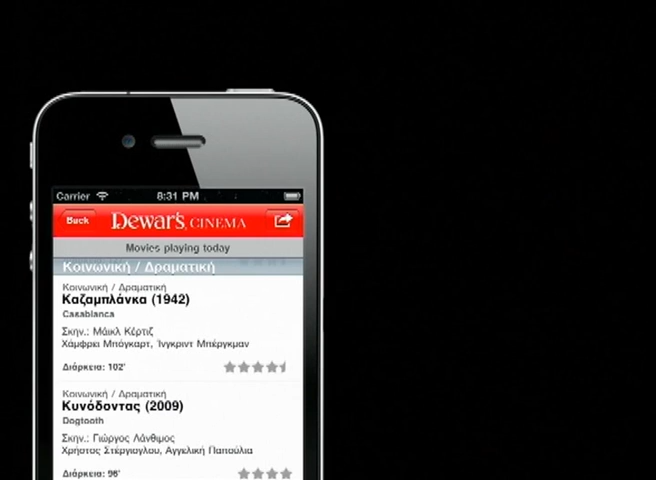 Carrier 8:31 PM
Back Dewar's CINEMA
Movies playing today
Κοινωνική / Δραματική
Κοινωνική / Δραματική
Καζαμπλάνκα (1942)
Casablanca
Σκην.: Μάικλ Κέρτιζ
Χάμφρεϊ Μπόγκαρτ, Ίνγκριντ Μπέργκμαν
Διάρκεια: 102'
Κοινωνική / Δραματική
Κυνόδοντας (2009)
Dogtooth
Σκην.: Γιώργος Λάνθιμος
Χρήστος Στέργιογλου, Αγγελική Παπούλια
Διάρκεια: 96'